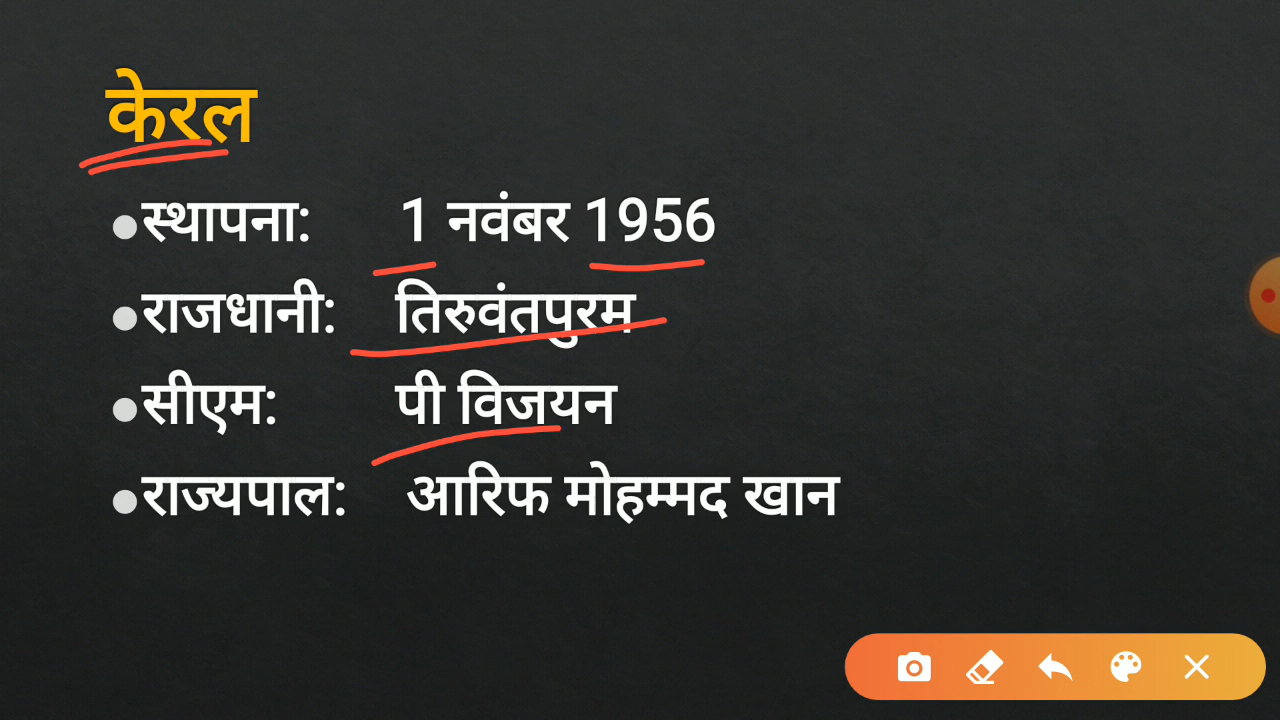 केरल
स्थापना: 1 नवंबर 1956
राजधानी: तिरुवंतपुरम
सीएम: पी विजयन
राज्यपाल: आरिफ मोहम्मद खान